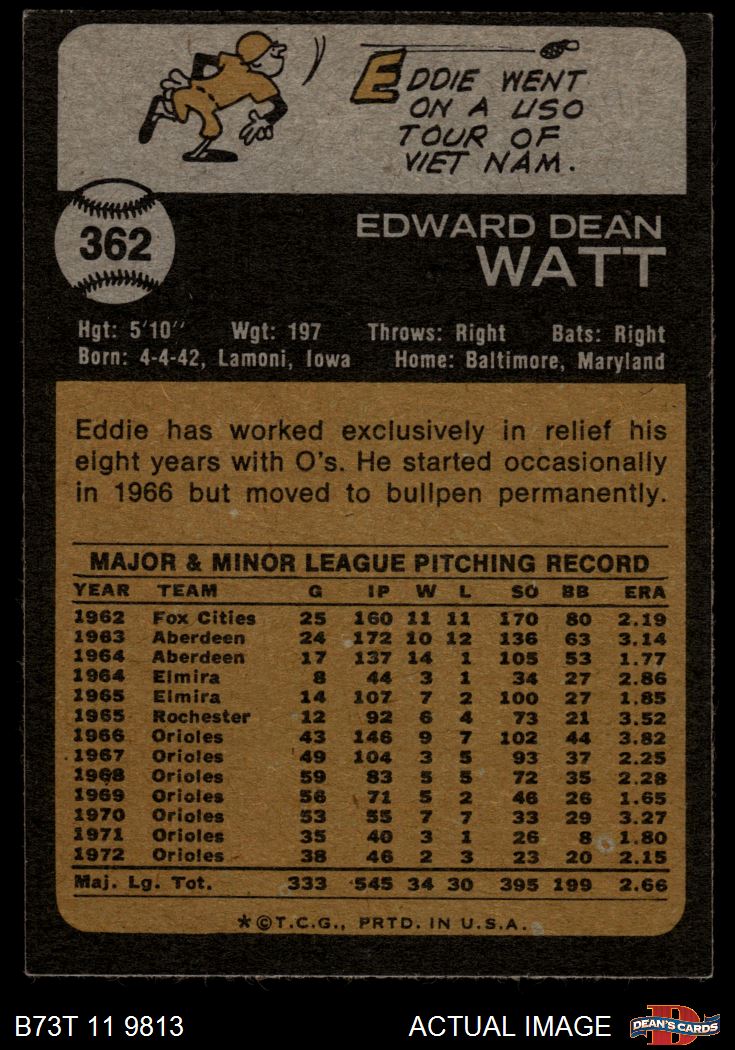 EDDIE WENT
ON A USO
TOUR OF
VIET NAM.
362
EDWARD DEAN
WATT
Hgt: 5'10" Wgt: 197 Throws: Right Bats: Right
Born: 4-4-42, Lamoni, Iowa Home: Baltimore, Maryland
Eddie has worked exclusively in relief his
eight years with O's. He started occasionally
in 1966 but moved to bullpen permanently.
MAJOR & MINOR LEAGUE PITCHING RECORD
YEAR TEAM G IP W L SO BB ERA
1962 Fox Cities 25 160 11 11 170 80 2.19
1963 Aberdeen 24 172 10 12 136 63 3.14
1964 Aberdeen 17 137 14 1 105 53 1.77
1964 Elmira 8 44 3 1 34 27 2.86
1965 Elmira 14 107 7 2 100 27 1.85
1965 Rochester 12 92 6 4 73 21 3.52
1966 Orioles 43 146 9 7 102 44 3.82
1967 Orioles 49 104 3 5 93 37 2.25
1968 Orioles 59 83 5 5 72 35 2.28
1969 Orioles 56 71 5 2 46 26 1.65
1970 Orioles 53 55 7 7 33 29 3.27
1971 Orioles 35 40 3 1 26 8 1.80
1972 Orioles 38 46 2 3 23 20 2.15
Maj. Lg. Tot. 333 545 34 30 395 199 2.66
*©T.C.G., PRTD. IN U.S.A.
B73T 11 9813 ACTUAL IMAGE DEAN'S CARDS